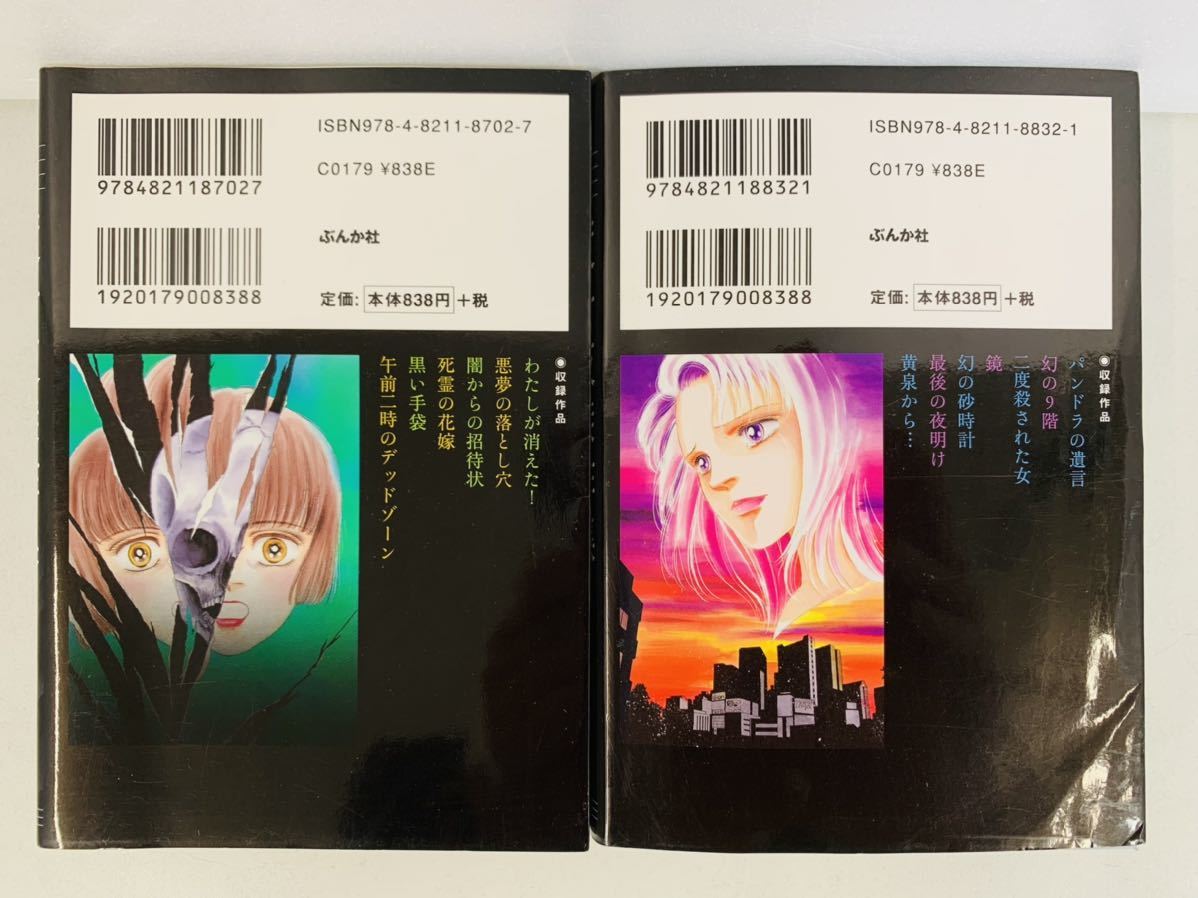 ISBN978-4-8211-8702-7
9784821187027
C0179 ¥838E
ぶんか社
1920179008388
定価: 本体838円 +税
◉収録作品
わたしが消えた!
悪夢の落とし穴
闇からの招待状
死霊の花嫁
黒い手袋
午前二時のデッドゾーン
ISBN978-4-8211-8832-1
9784821188321
C0179 ¥838E
ぶんか社
1920179008388
定価: 本体838円 +税
◉収録作品
パンドラの遺言
幻の9階
二度殺された女
鏡
幻の砂時計
最後の夜明け
黄泉から…